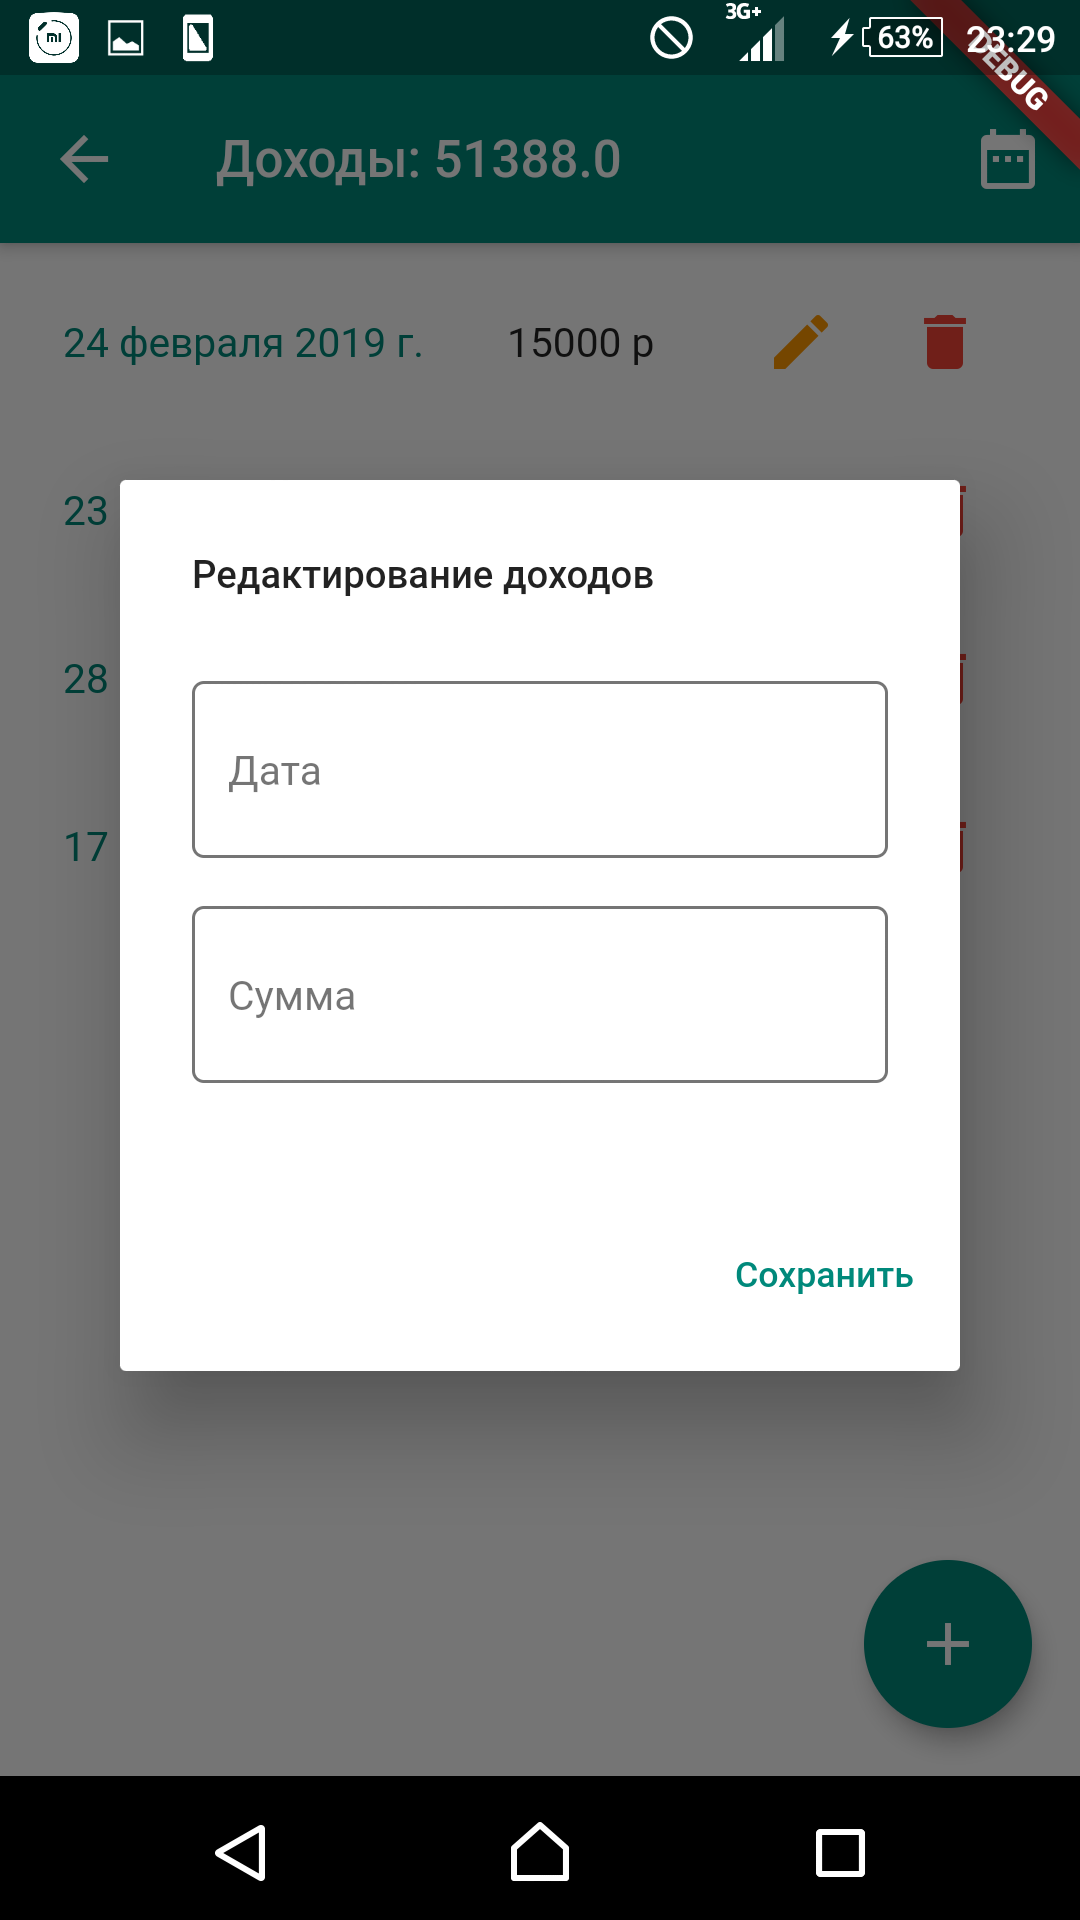 3G+
63%
23:29
DEBUG
Доходы: 51388.0
24 февраля 2019 г.
15000 р
23
28
17
Редактирование доходов
Дата
Сумма
Сохранить